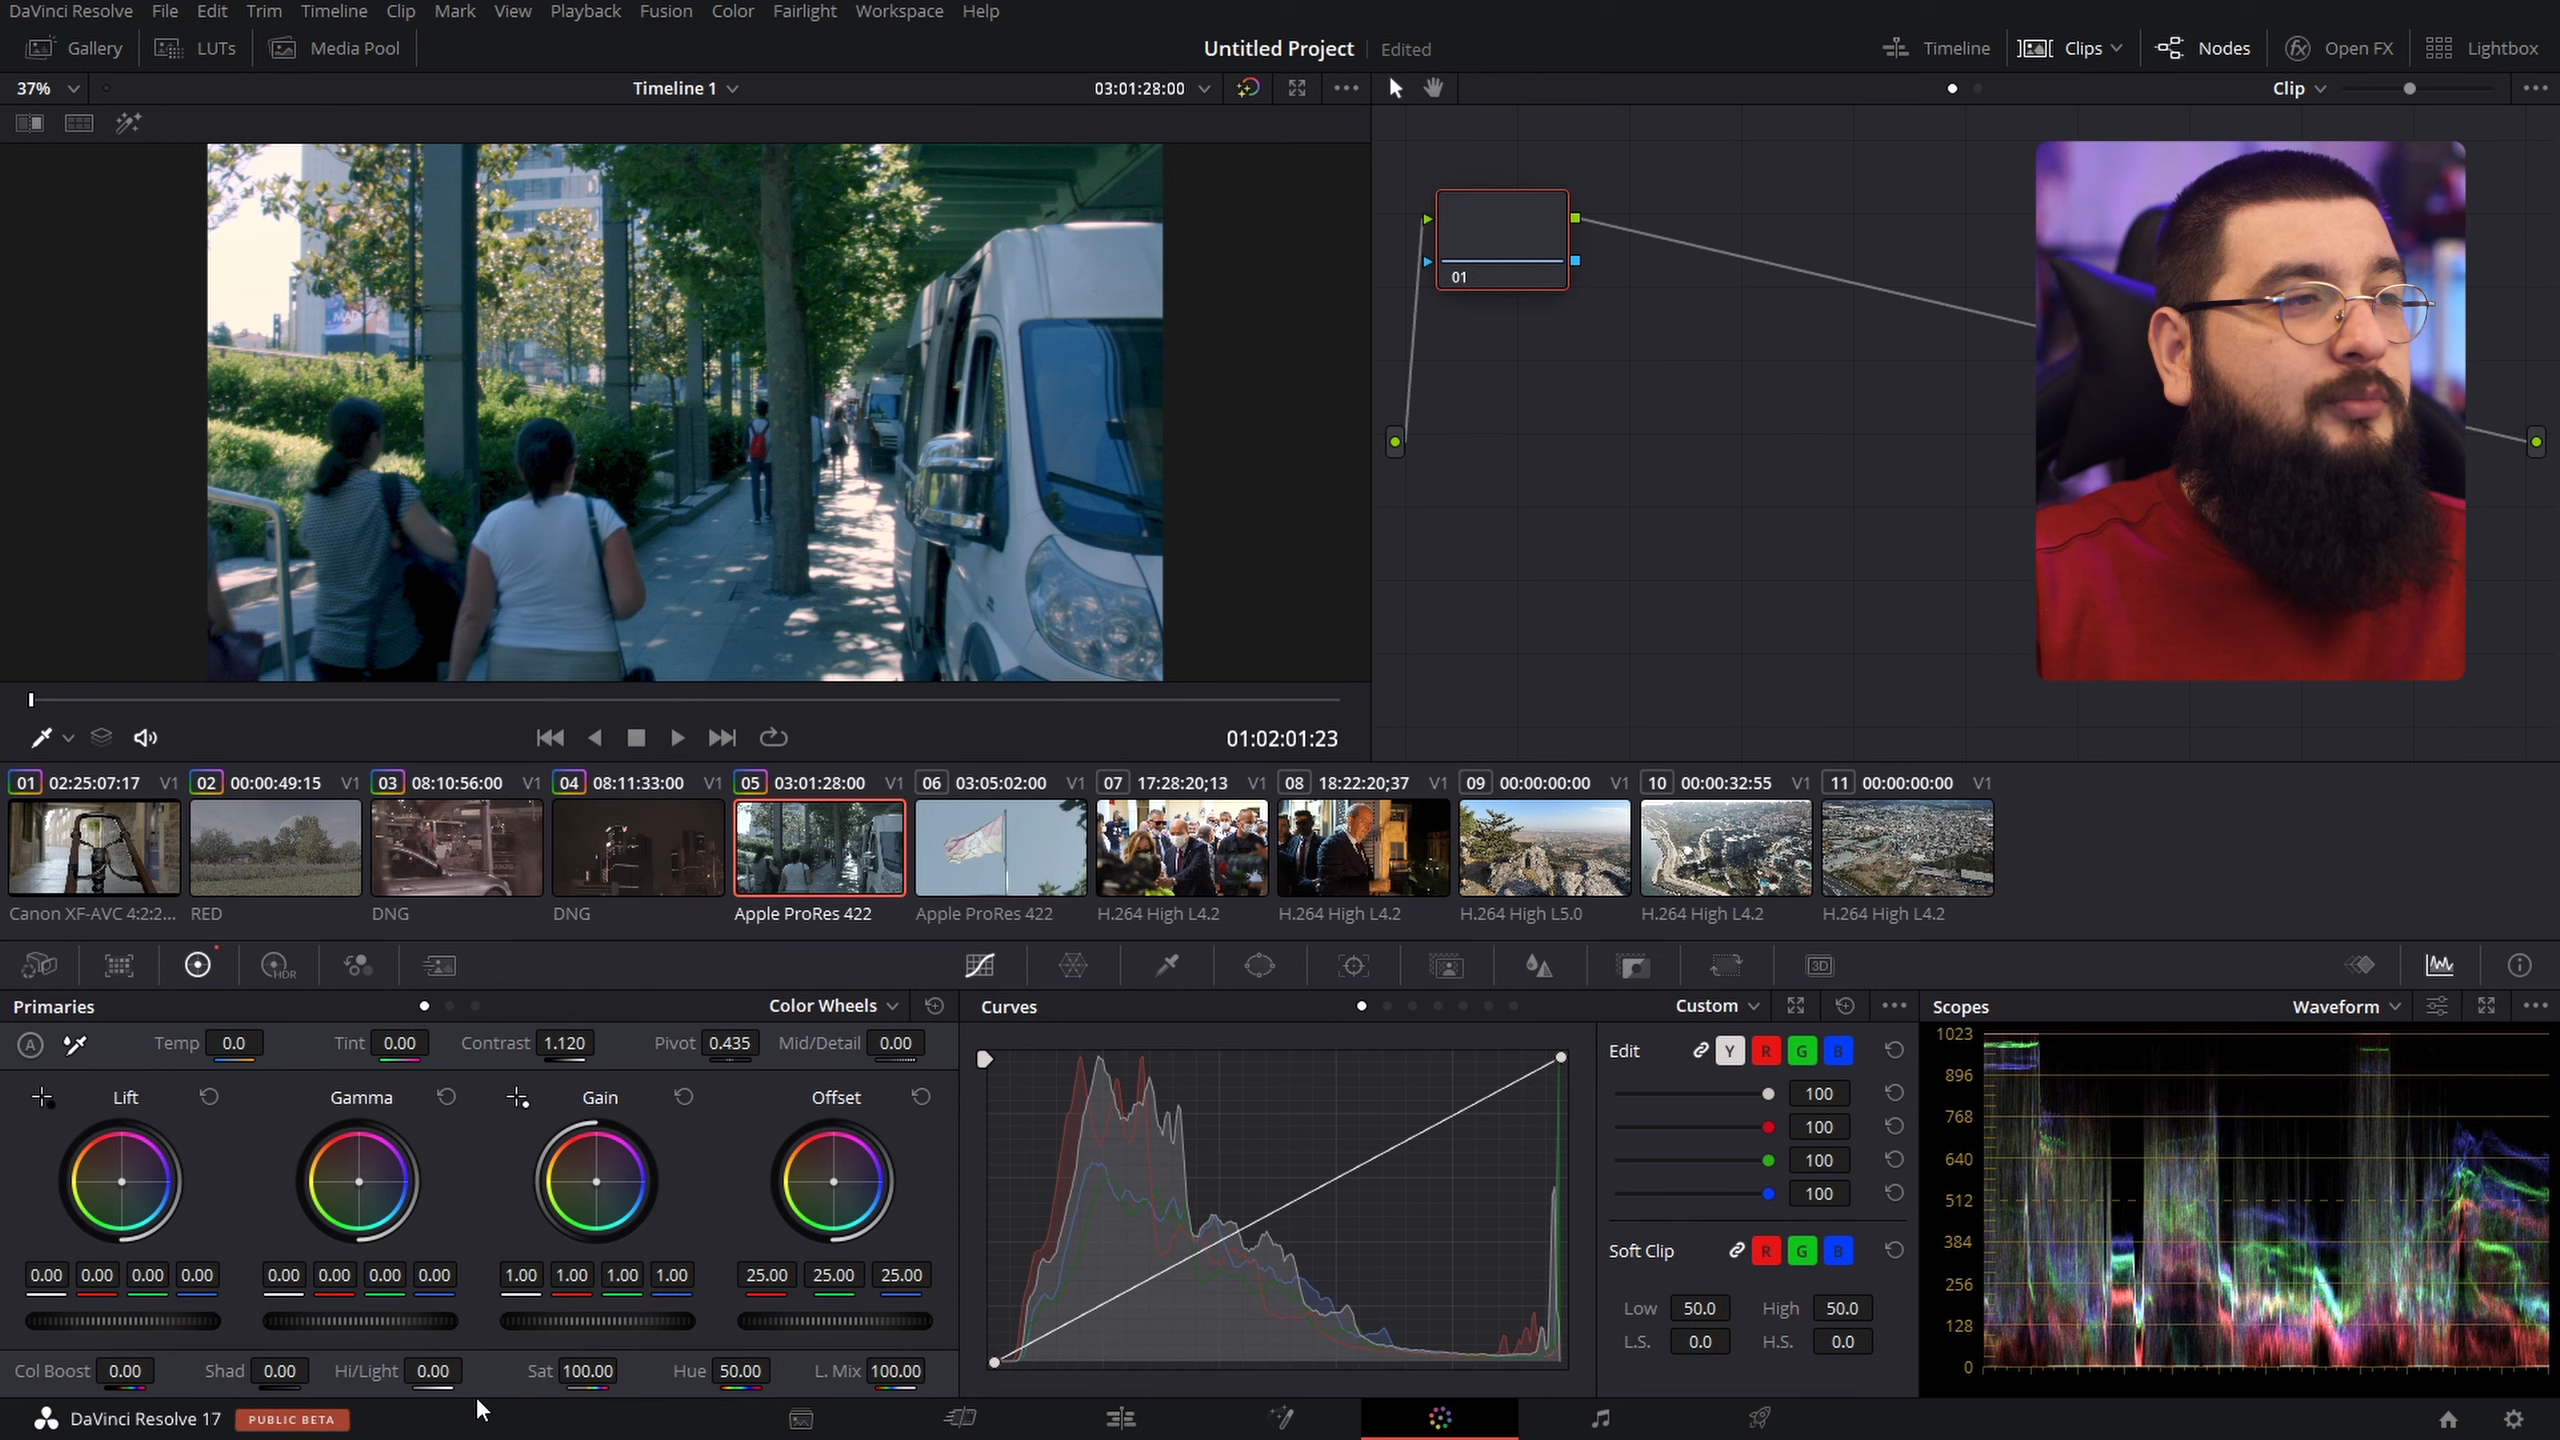 DaVinci Resolve File Edit Trim Timeline Clip Mark View Playback Fusion Color Fairlight Workspace Help
Gallery LUTs Media Pool Untitled Project Edited Timeline Clips Nodes Open FX Lightbox
37% Timeline 1 03:01:28:00 Clip
MAD
01
01:02:01:23
01 02:25:07:17 V1 02 00:00:49:15 V1 03 08:10:56:00 V1 04 08:11:33:00 V1 05 03:01:28:00 V1 06 03:05:02:00 V1 07 17:28:20;13 V1 08 18:22:20;37 V1 09 00:00:00:00 V1 10 00:00:32:55 V1 11 00:00:00:00 V1
Canon XF-AVC 4:2:2... RED DNG DNG Apple ProRes 422 Apple ProRes 422 H.264 High L4.2 H.264 High L4.2 H.264 High L5.0 H.264 High L4.2 H.264 High L4.2
HDR 3D
Primaries Color Wheels Curves Custom Scopes Waveform
A Temp 0.0 Tint 0.00 Contrast 1.120 Pivot 0.435 Mid/Detail 0.00
Lift Gamma Gain Offset
0.00 0.00 0.00 0.00 0.00 0.00 0.00 0.00 1.00 1.00 1.00 1.00 25.00 25.00 25.00
Col Boost 0.00 Shad 0.00 Hi/Light 0.00 Sat 100.00 Hue 50.00 L. Mix 100.00
Edit Y R G B
100
100
100
100
Soft Clip R G B
Low 50.0 High 50.0
L.S. 0.0 H.S. 0.0
1023
896
768
640
512
384
256
128
0
DaVinci Resolve 17 PUBLIC BETA